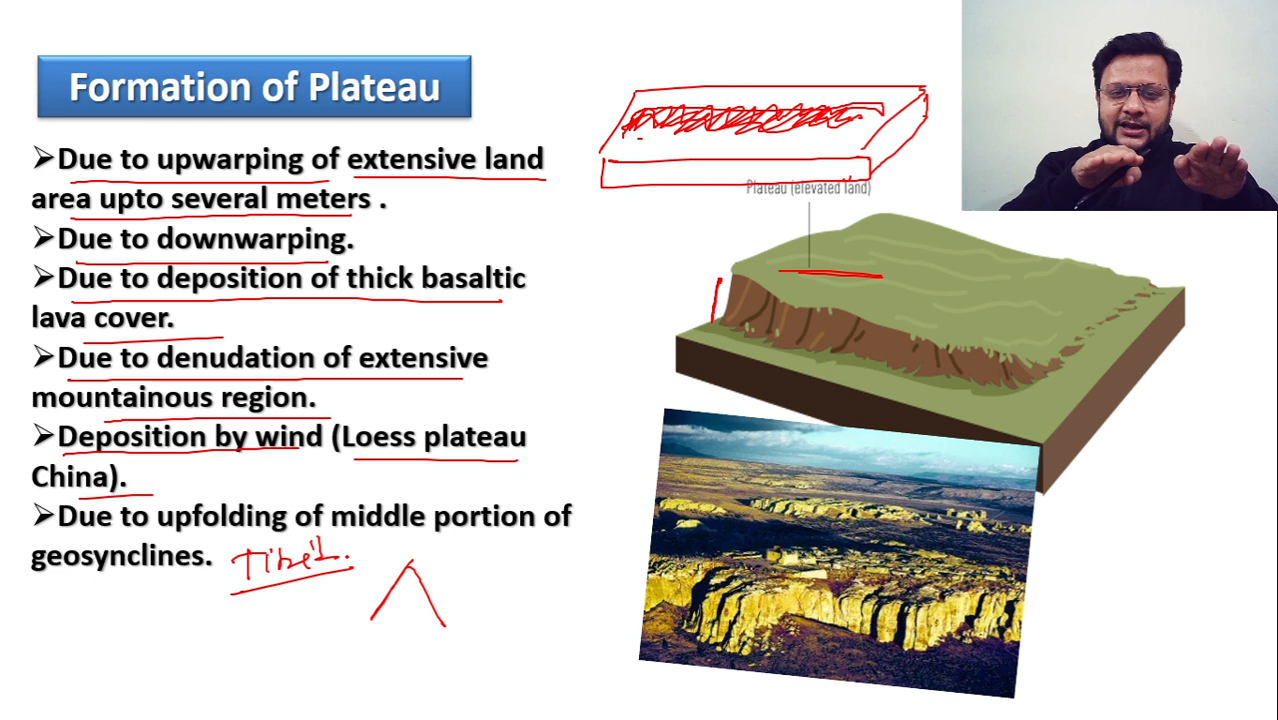 Formation of Plateau
➢Due to upwarping of extensive land
area upto several meters .
➢Due to downwarping.
➢Due to deposition of thick basaltic
lava cover.
➢Due to denudation of extensive
mountainous region.
➢Deposition by wind (Loess plateau
China).
➢Due to upfolding of middle portion of
geosynclines.
Tibet.
Plateau (elevated land)